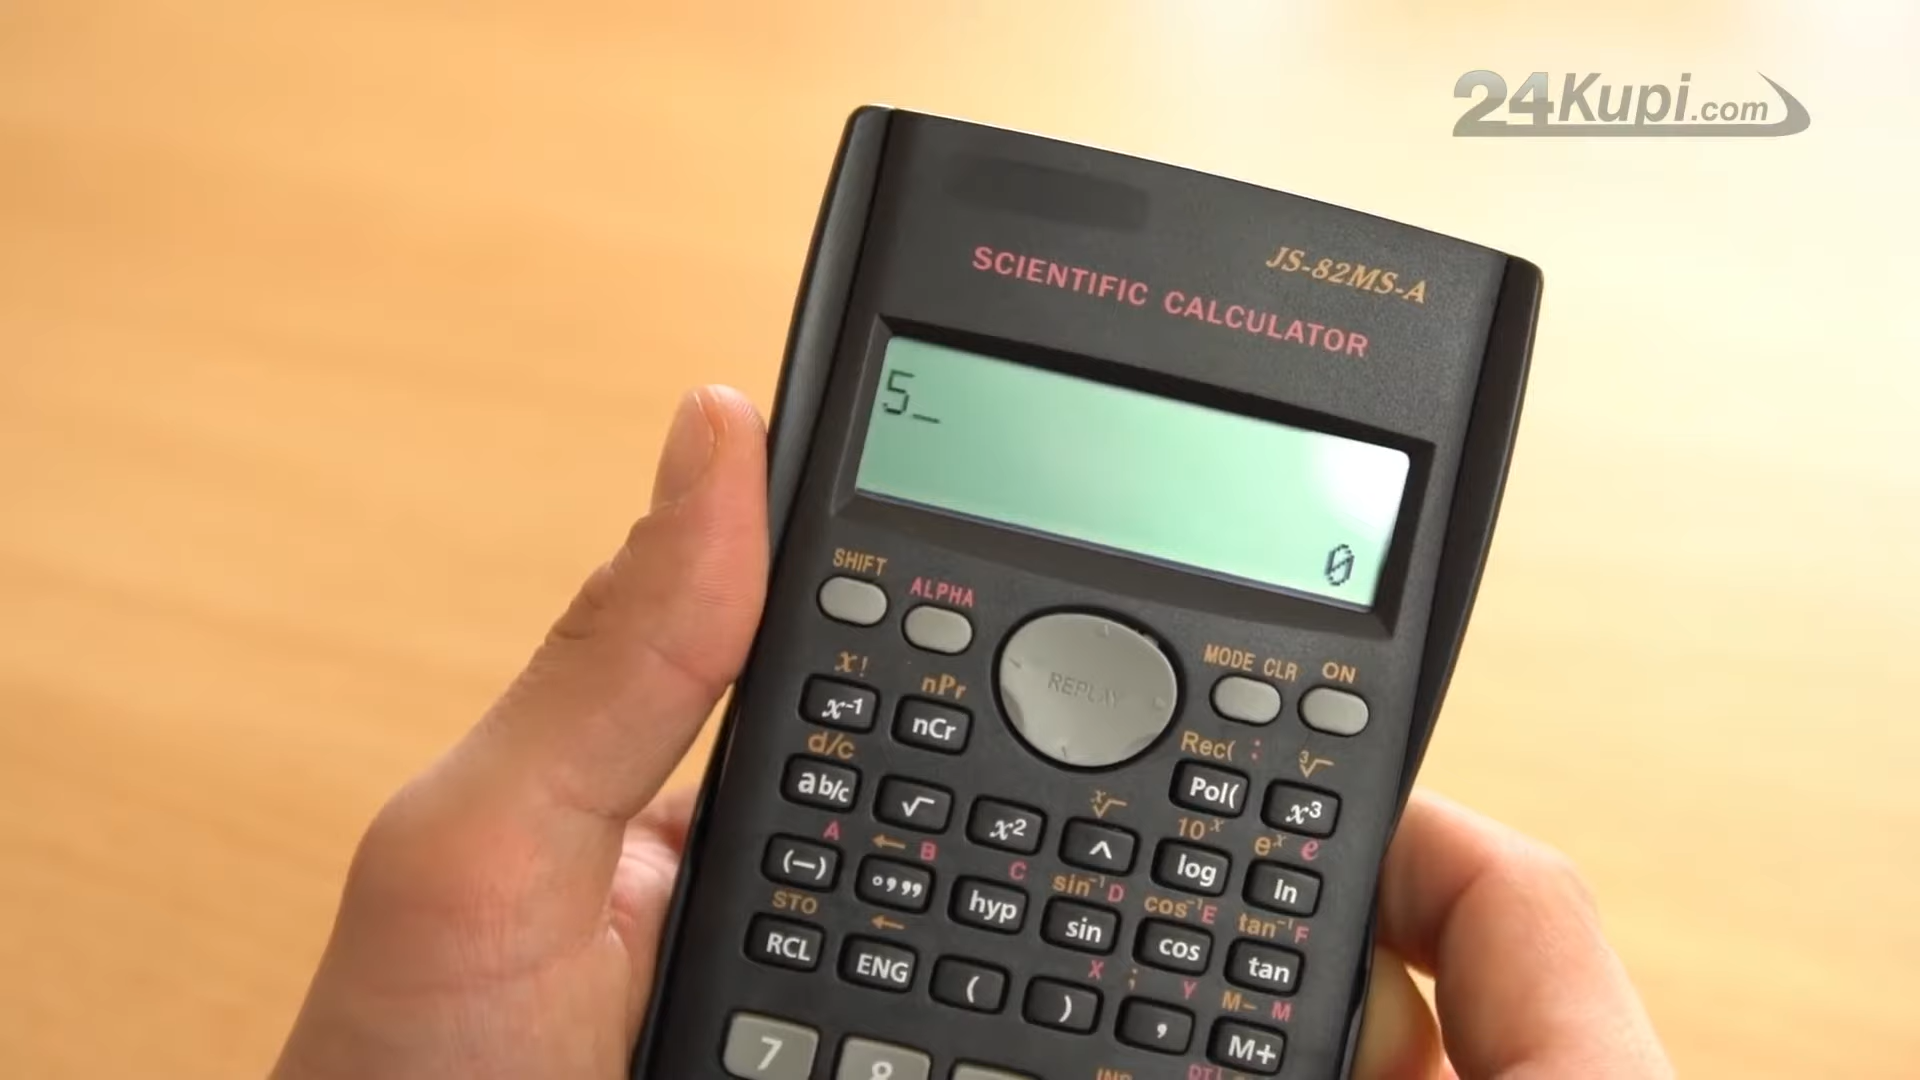 24Kupi.com
JS-82MS-A
SCIENTIFIC CALCULATOR
5_
0
SHIFT
ALPHA
MODE CLR ON
REPLAY
x! nPr
x⁻¹ nCr
d/c Rec( : ³√
ab/c √ x² ˣ√ ^ Pol( x³
A ← B C sin⁻¹ D 10ˣ eˣ e
(−) °,,, hyp sin log ln
STO ← cos⁻¹ E tan⁻¹ F
RCL ENG ( ) cos tan
X ; Y M− M
, M+
7 8